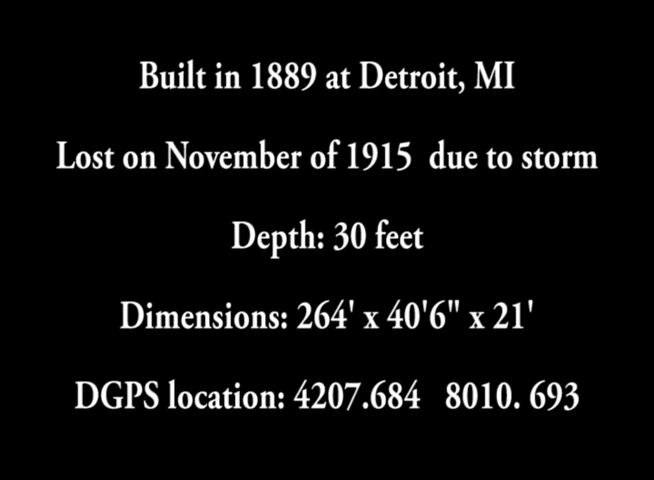 Built in 1889 at Detroit, MI
Lost on November of 1915  due to storm
Depth: 30 feet
Dimensions: 264' x 40'6" x 21'
DGPS location: 4207.684   8010. 693